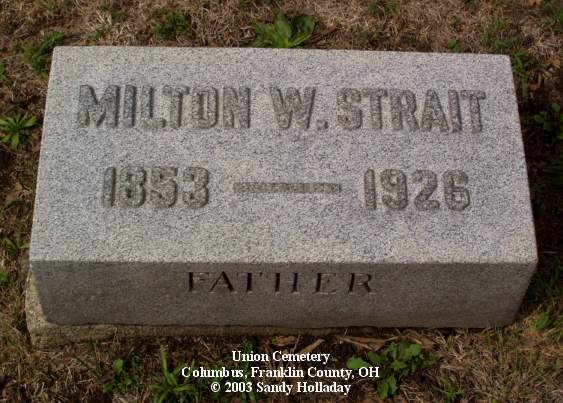 MILTON W. STRAIT
1853 — 1926
FATHER
Union Cemetery
Columbus, Franklin County, OH
© 2003 Sandy Holladay